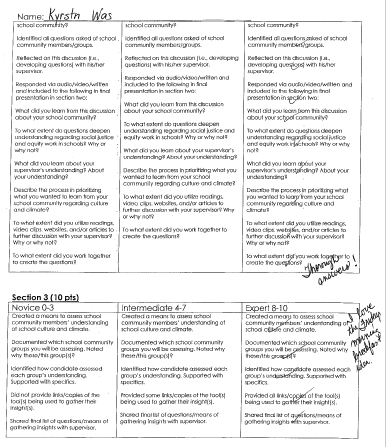 Name: Kyrstn Was
school community?
Identified all questions asked of school
community members/groups.
Reflected on this discussion (i.e.,
developing questions) with his/her
supervisor.
Responded via audio/video/written
and included to the following in final
presentation in section two:
What did you learn from this discussion
about your school community?
To what extent do questions deepen
understanding regarding social justice
and equity work in schools? Why or
why not?
What did you learn about your
supervisor's understanding? About
your understanding?
Describe the process in prioritizing
what you wanted to learn from your
school community regarding culture
and climate?
To what extent did you utilize readings,
video clips, websites, and/or articles to
further discussion with supervisor?
Why or why not?
To what extent did you work together
to create the questions?
school community?
Identified all questions asked of school
community members/groups.
Reflected on this discussion (i.e.,
developing questions) with his/her
supervisor.
Responded via audio/video/written and
included to the following in final
presentation in section two:
What did you learn from this discussion
about your school community?
To what extent do questions deepen
understanding regarding social justice and
equity work in schools? Why or why not?
What did you learn about your supervisor's
understanding? About your understanding?
Describe the process in prioritizing what you
wanted to learn from your school
community regarding culture and climate?
To what extent did you utilize readings,
video clips, websites, and/or articles to
further discussion with supervisor? Why or
why not?
To what extent did you work together to
create the questions?
school community?
Identified all questions asked of school
community members/groups.
Reflected on this discussion (i.e.,
developing questions) with his/her
supervisor.
Responded via audio/video/written and
included to the following in final
presentation in section two:
What did you learn from this discussion
about your school community?
To what extent do questions deepen
understanding regarding social justice and
equity work in schools? Why or why not?
What did you learn about your
supervisor's understanding? About your
understanding?
Describe the process in prioritizing what
you wanted to learn from your school
community regarding culture and
climate?
To what extent did you utilize readings,
video clips, websites, and/or articles to
further discussion with supervisor? Why or
why not?
To what extent did you work together to
create the questions?
Through
answers!
Section 3 (10 pts)
Novice 0-3
Created a means to assess school
community members' understanding
of school culture and climate.
Documented which school community
groups you will be assessing. Noted
why those/this group(s)?
Identified how candidate assessed
each group's understanding.
Supported with specifics.
Did not provide links/copies of the tool(s)
being used to gather their
insight(s).
Shared final list of questions/means of
gathering insights with supervisor.
Intermediate 4-7
Created a means to assess school
community members' understanding of
school culture and climate.
Documented which school community
groups you will be assessing. Noted why
those/this group(s)?
Identified how candidate assessed each
group's understanding. Supported with
specifics.
Provided some links/copies of the tool(s)
being used to gather their insight(s).
Shared final list of questions/means of
gathering insights with supervisor.
Expert 8-10
Created a means to assess school
community members' understanding of
school culture and climate.
Documented which school community
groups you will be assessing. Noted why
those/this group(s)?
Identified how candidate assessed each
group's understanding. Supported with
specifics.
Provided all links/copies of the tool(s)
being used to gather their insight(s).
Shared final list of questions/means of
gathering insights with supervisor.
I love